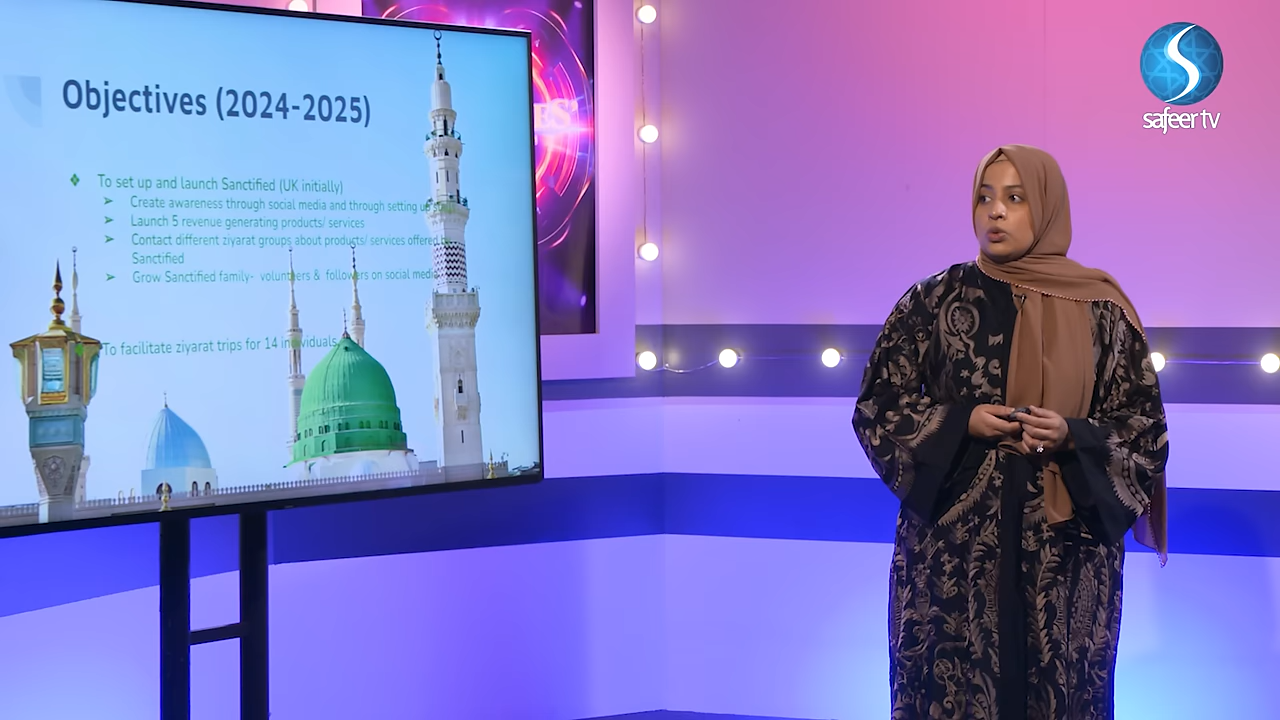 Objectives (2024-2025)
To set up and launch Sanctified (UK initially)
Create awareness through social media and through setting up
Launch 5 revenue generating products/ services
Contact different ziyarat groups about products/ services offered by
Sanctified
Grow Sanctified family- volunteers & followers on social media
To facilitate ziyarat trips for 14 individuals
ES
safeer tv